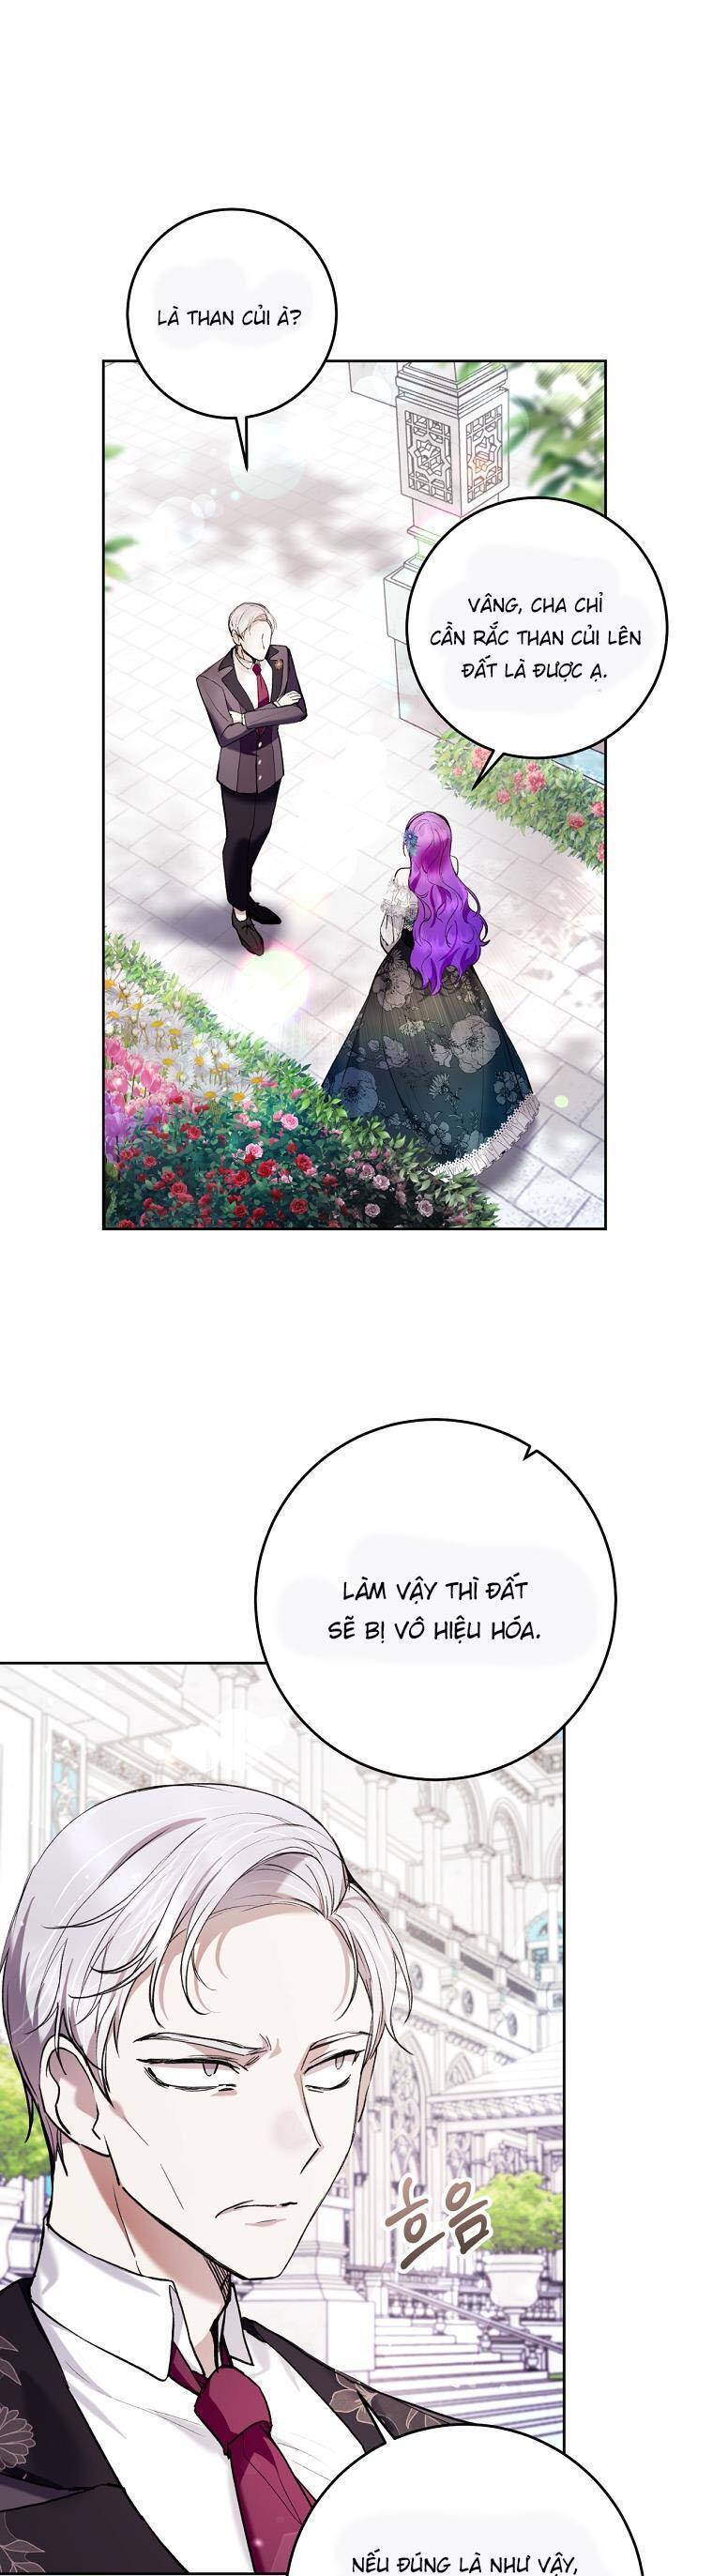 LÀ THAN CỦI À?
VÂNG, CHA CHỈ
CẦN RẮC THAN CỦI LÊN
ĐẤT LÀ ĐƯỢC Ạ.
LÀM VẬY THÌ ĐẤT
SẼ BỊ VÔ HIỆU HÓA.
흐음
NẾU ĐÚNG LÀ NHƯ VẬY,